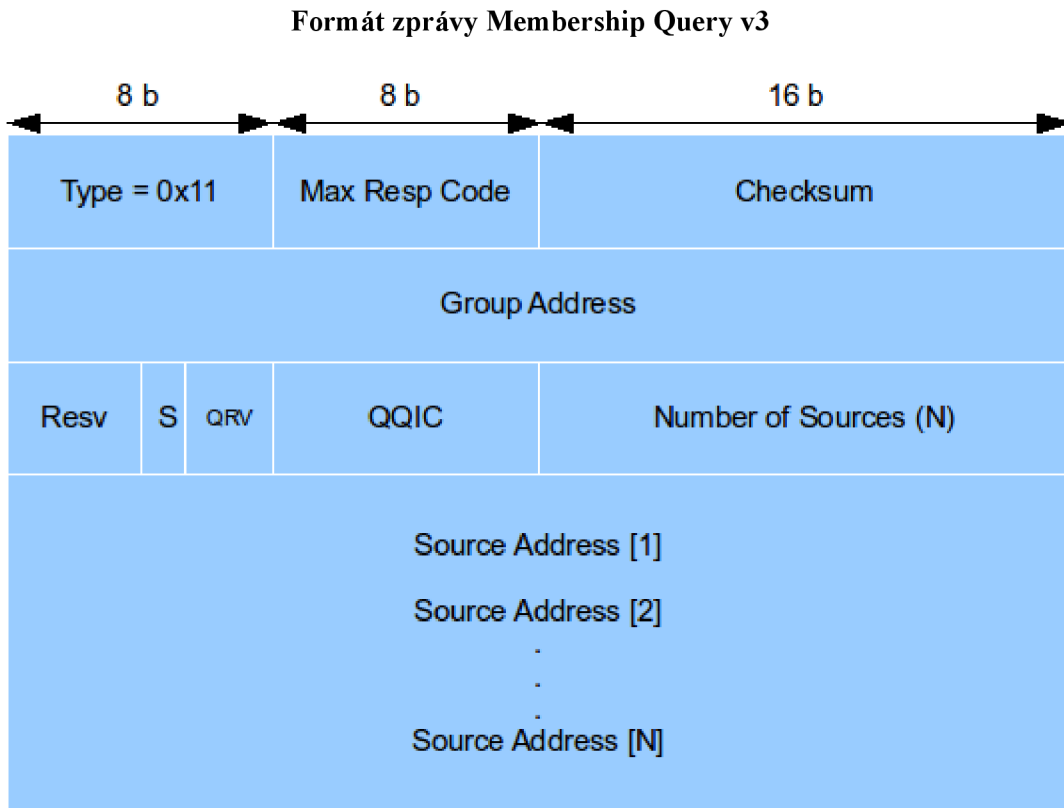 Formát zprávy Membership Query v3
8 b 8 b 16 b
Type = 0x11 Max Resp Code Checksum
Group Address
Resv S QRV QQIC Number of Sources (N)
Source Address [1]
Source Address [2]
.
.
.
Source Address [N]